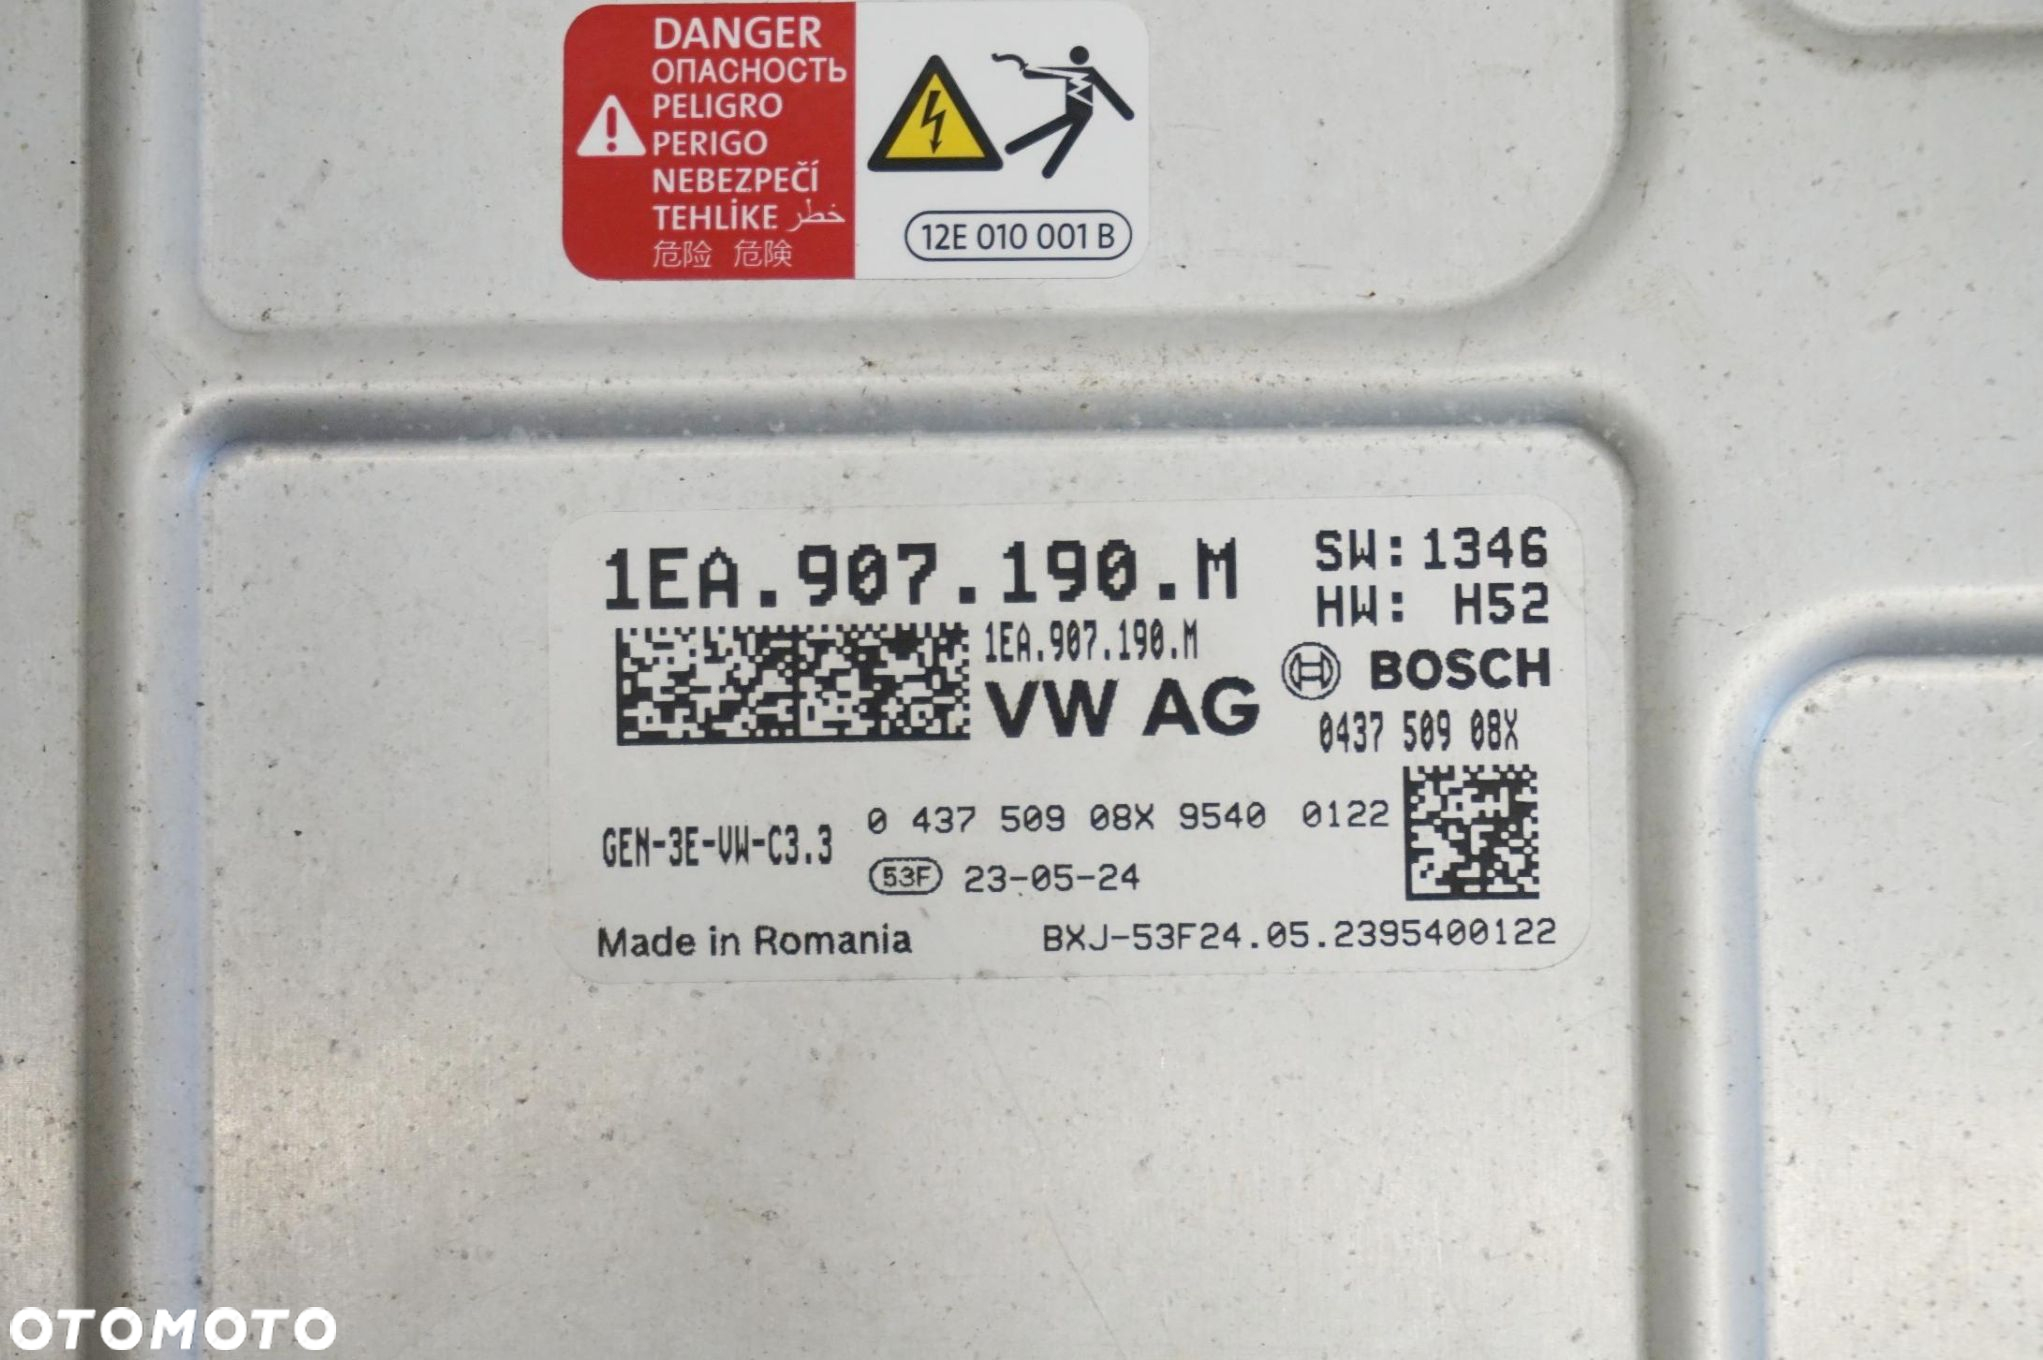 DANGER
ОПАСНОСТЬ
PELIGRO
PERIGO
NEBEZPEČÍ
TEHLİKE خطر
危险 危険
12E 010 001 B
1EA.907.190.M
SW:1346
HW: H52
1EA.907.190.M
VW AG
BOSCH
0437 509 08X
GEN-3E-VW-C3.3
0 437 509 08X 9540 0122
53F 23-05-24
Made in Romania
BXJ-53F24.05.2395400122
OTOMOTO